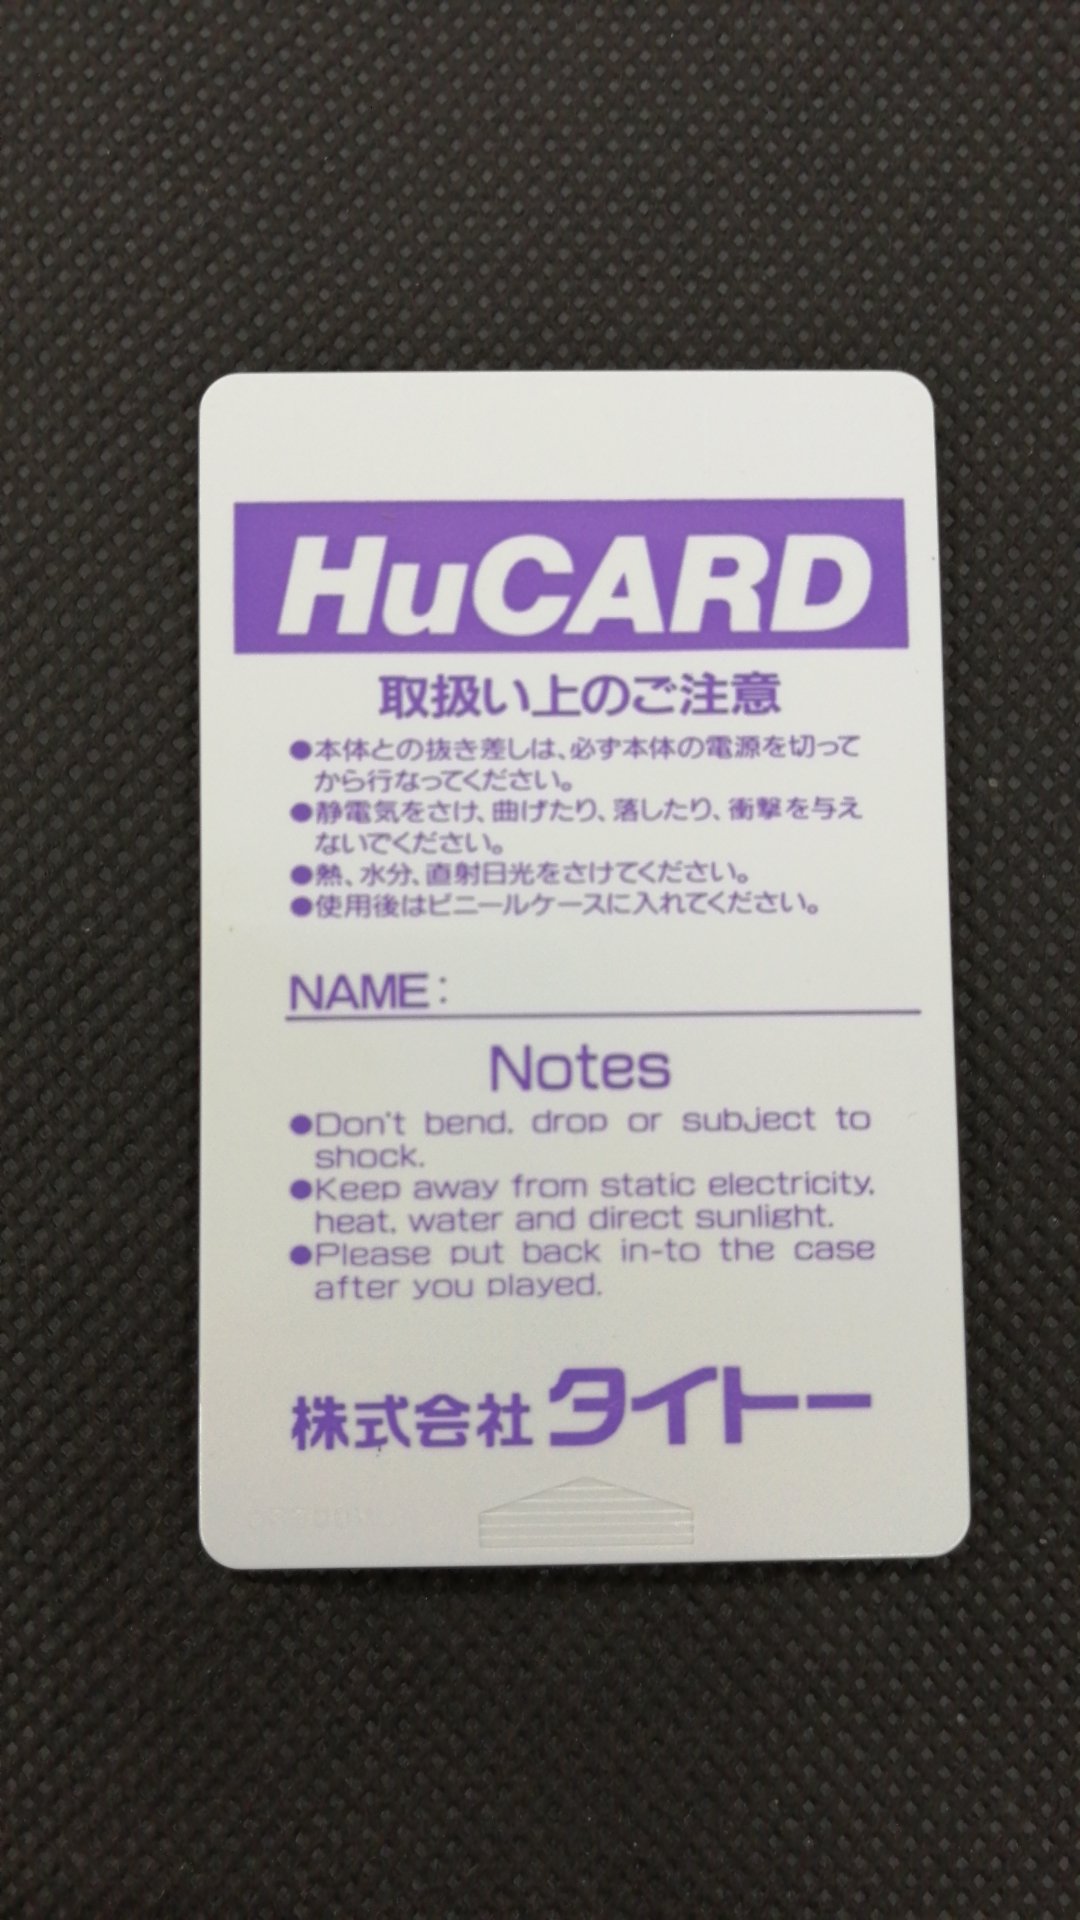 HuCARD
取扱い上のご注意
●本体との抜き差しは、必ず本体の電源を切って
から行なってください。
●静電気をさけ、曲げたり、落したり、衝撃を与え
ないでください。
●熱、水分、直射日光をさけてください。
●使用後はビニールケースに入れてください。
NAME:
Notes
●Don't bend, drop or subject to
shock.
●Keep away from static electricity,
heat, water and direct sunlight.
●Please put back in-to the case
after you played.
株式会社タイトー